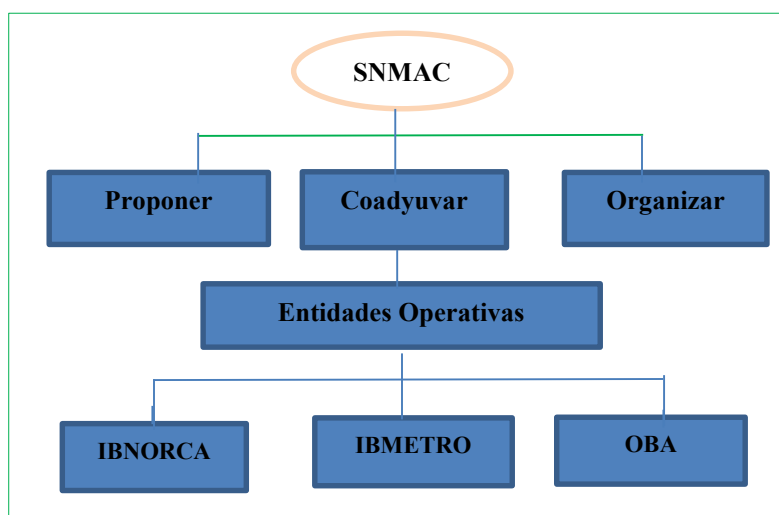 SNMAC
Proponer
Coadyuvar
Organizar
Entidades Operativas
IBNORCA
IBMETRO
OBA